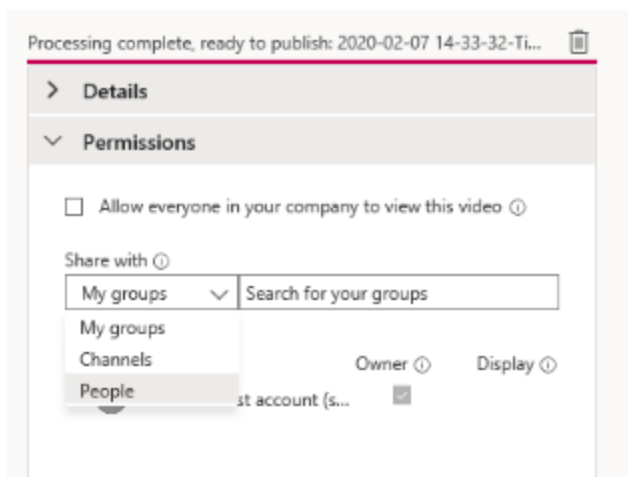 Processing complete, ready to publish: 2020-02-07 14-33-32-Ti...
Details
Permissions
Allow everyone in your company to view this video
Share with
My groups Search for your groups
My groups
Channels
Owner Display
People
st account (s...